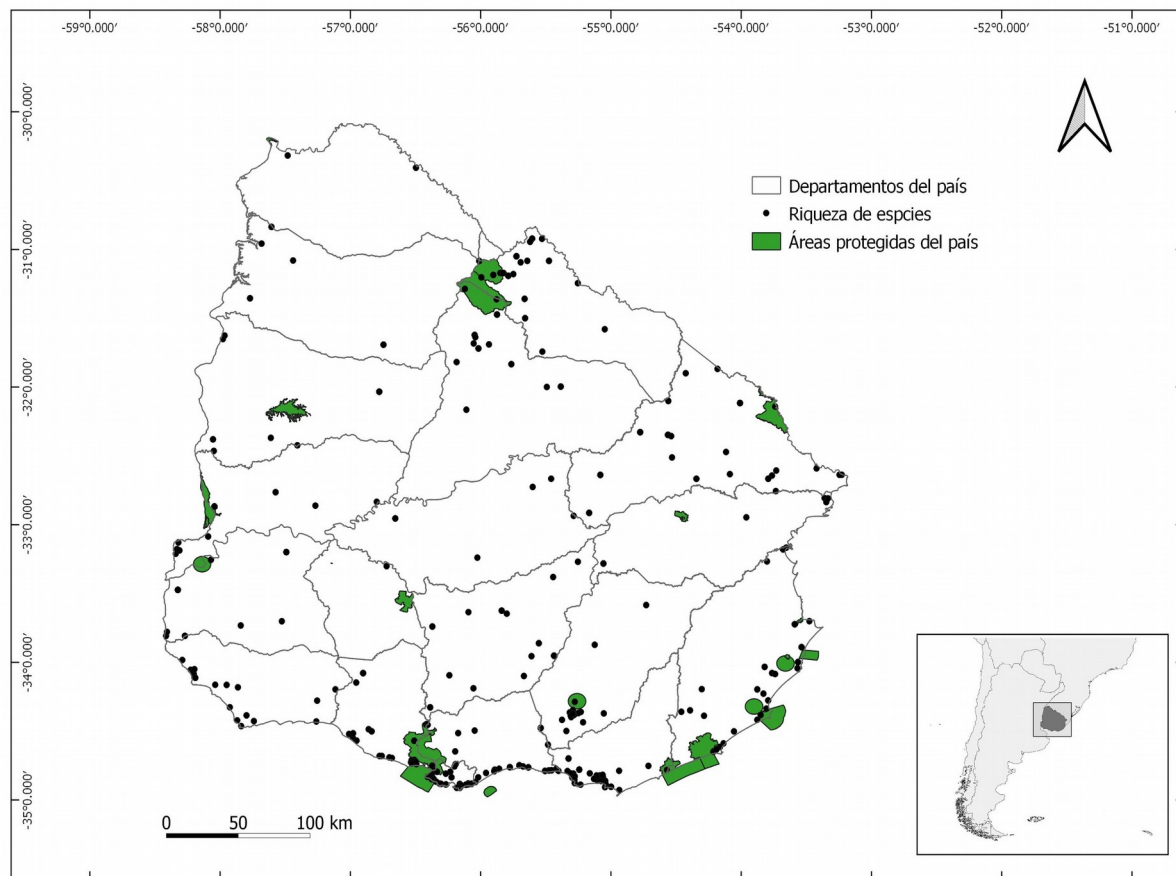 -59°0.000′ -58°0.000′ -57°0.000′ -56°0.000′ -55°0.000′ -54°0.000′ -53°0.000′ -52°0.000′ -51°0.000′
-30°0.000′
-31°0.000′
-32°0.000′
-33°0.000′
-34°0.000′
-35°0.000′
Departamentos del país
Riqueza de espcies
Áreas protegidas del país
0 50 100 km